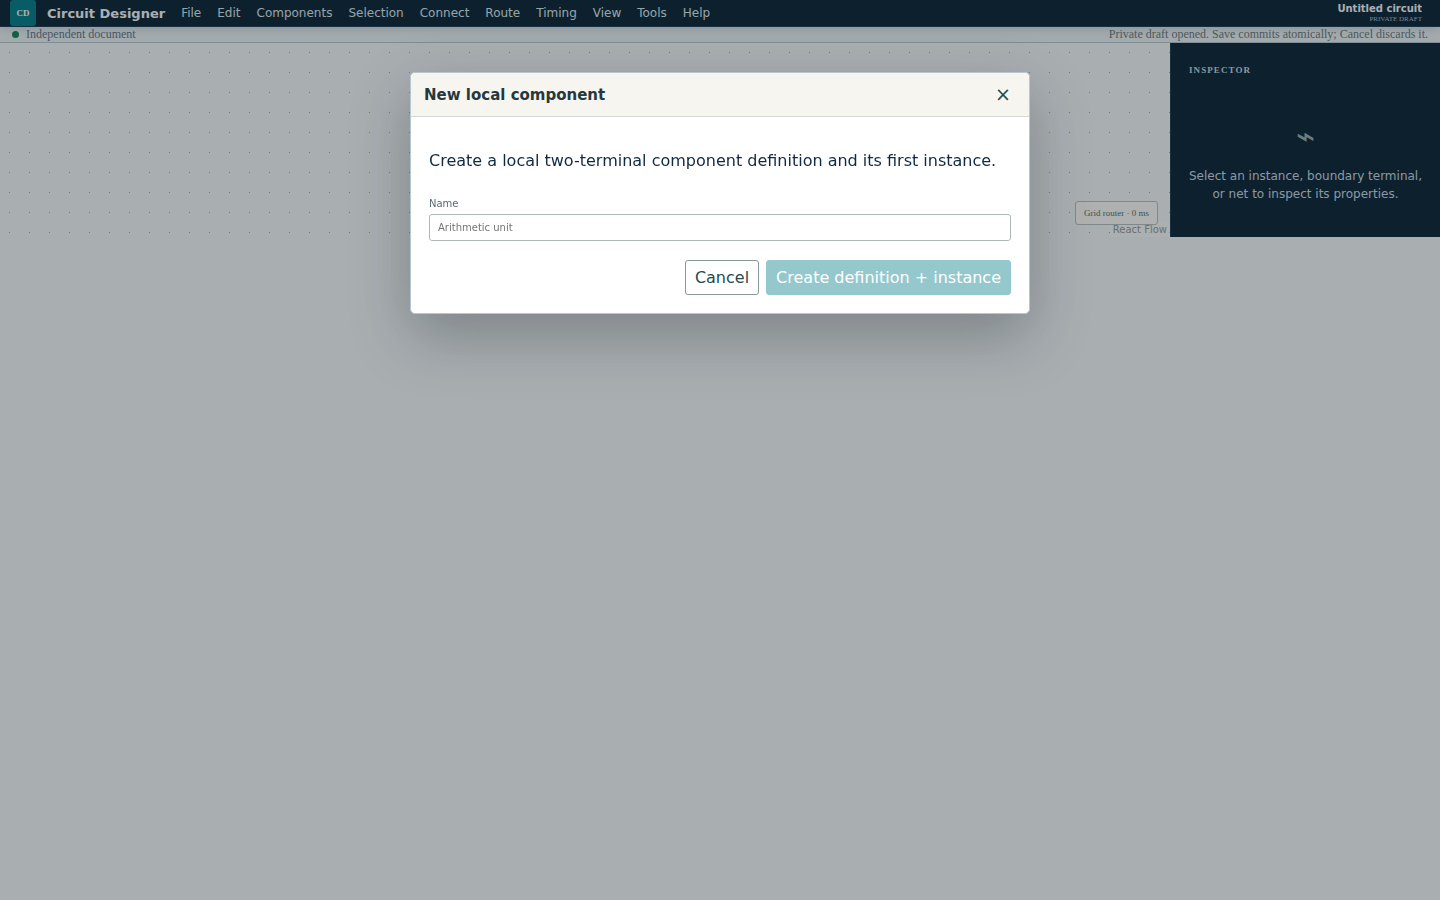 CD Circuit Designer File Edit Components Selection Connect Route Timing View Tools Help
Untitled circuit
PRIVATE DRAFT
Independent document
Private draft opened. Save commits atomically; Cancel discards it.
New local component ×
Create a local two-terminal component definition and its first instance.
Name
Arithmetic unit
Cancel
Create definition + instance
INSPECTOR
Select an instance, boundary terminal,
or net to inspect its properties.
Grid router · 0 ms
React Flow